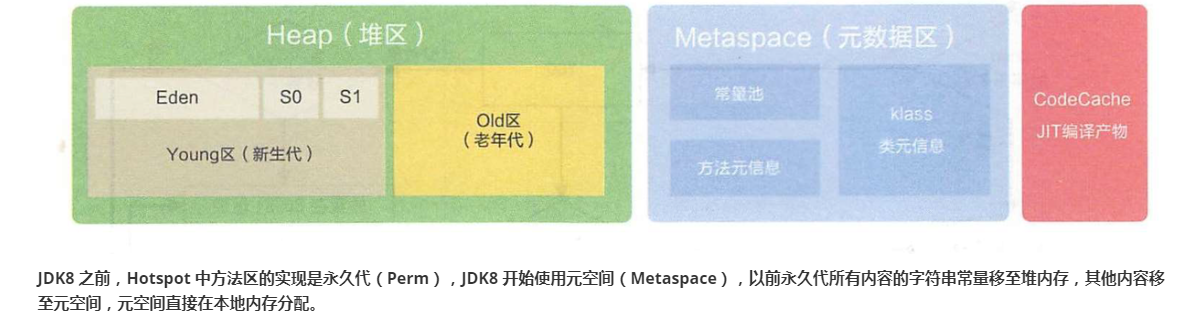 Heap（堆区）
Metaspace（元数据区）
Eden
S0
S1
Young区（新生代）
Old区
（老年代）
常量池
方法元信息
klass
类元信息
CodeCache
JIT编译产物
JDK8 之前，Hotspot 中方法区的实现是永久代（Perm），JDK8 开始使用元空间（Metaspace），以前永久代所有内容的字符串常量移至堆内存，其他内容移
至元空间，元空间直接在本地内存分配。